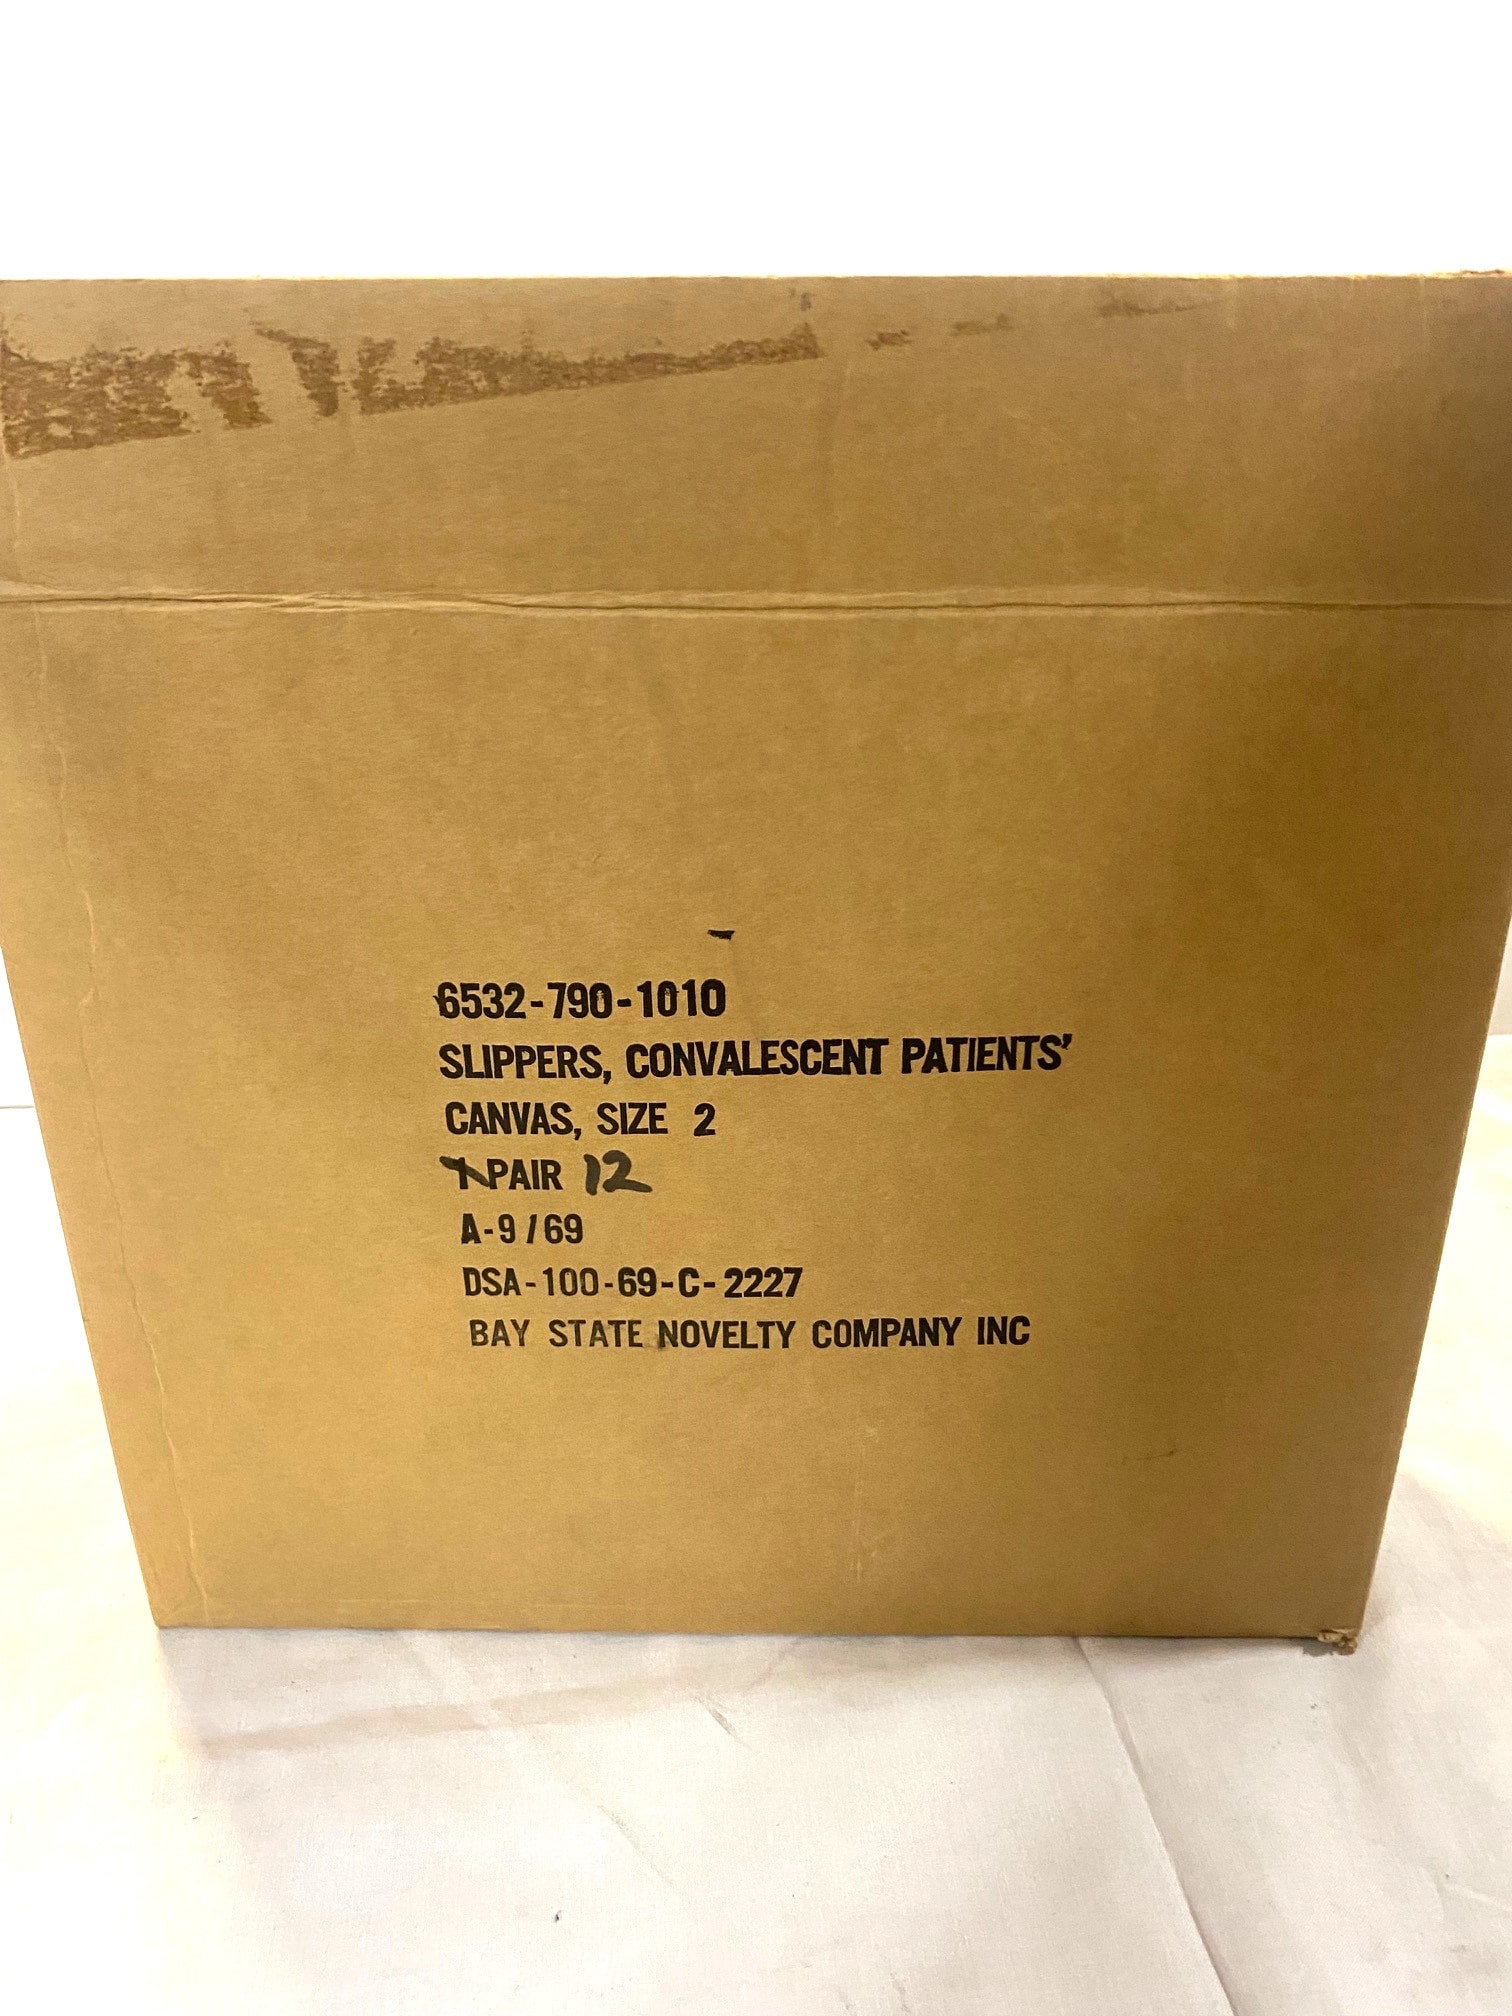 6532-790-1010
SLIPPERS, CONVALESCENT PATIENTS'
CANVAS, SIZE 2
1 PAIR 12
A-9/69
DSA-100-69-C-2227
BAY STATE NOVELTY COMPANY INC